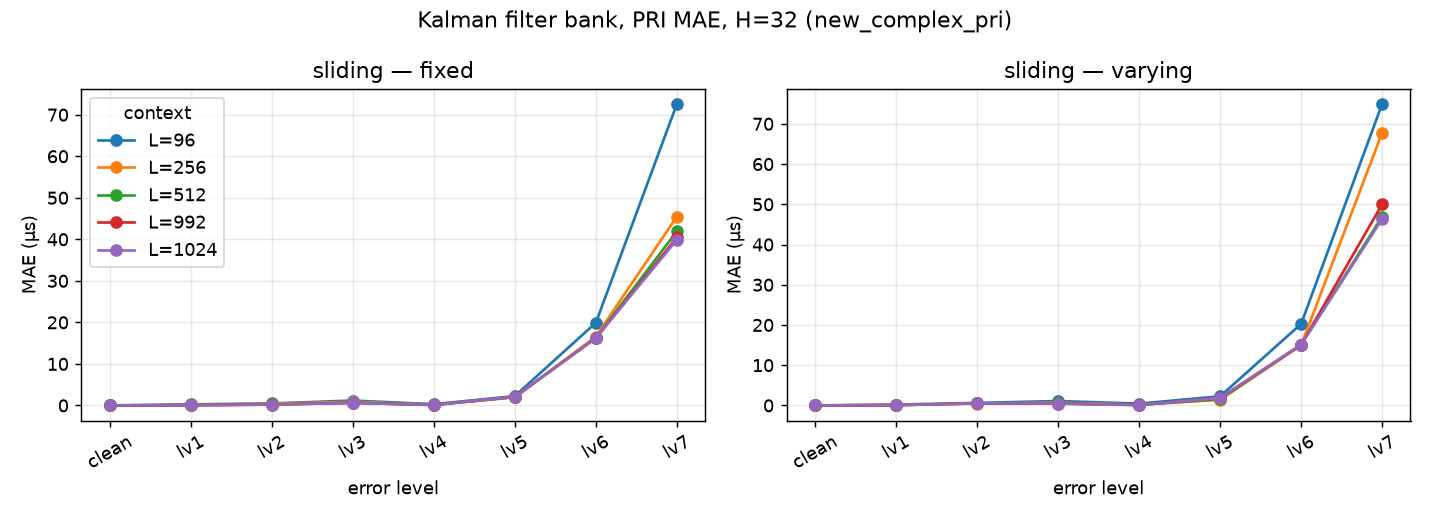 Kalman filter bank, PRI MAE, H=32 (new_complex_pri)
sliding — fixed
MAE (µs)
70
60
50
40
30
20
10
0
context
L=96
L=256
L=512
L=992
L=1024
clean
lv1
lv2
lv3
lv4
lv5
lv6
lv7
error level
sliding — varying
MAE (µs)
70
60
50
40
30
20
10
0
clean
lv1
lv2
lv3
lv4
lv5
lv6
lv7
error level